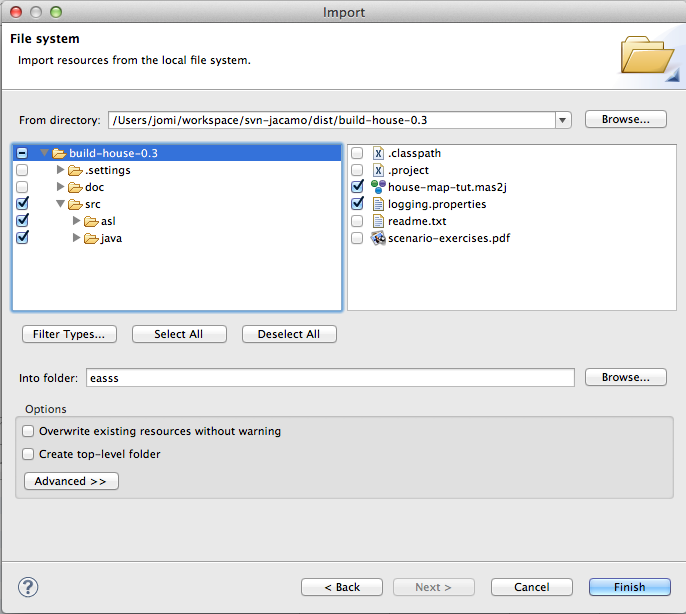 Import
File system
Import resources from the local file system.
From directory: /Users/jomi/workspace/svn-jacamo/dist/build-house-0.3 Browse...
build-house-0.3
.settings
doc
src
asl
java
.classpath
.project
house-map-tut.mas2j
logging.properties
readme.txt
scenario-exercises.pdf
Filter Types... Select All Deselect All
Into folder: easss Browse...
Options
Overwrite existing resources without warning
Create top-level folder
Advanced >>
? < Back Next > Cancel Finish